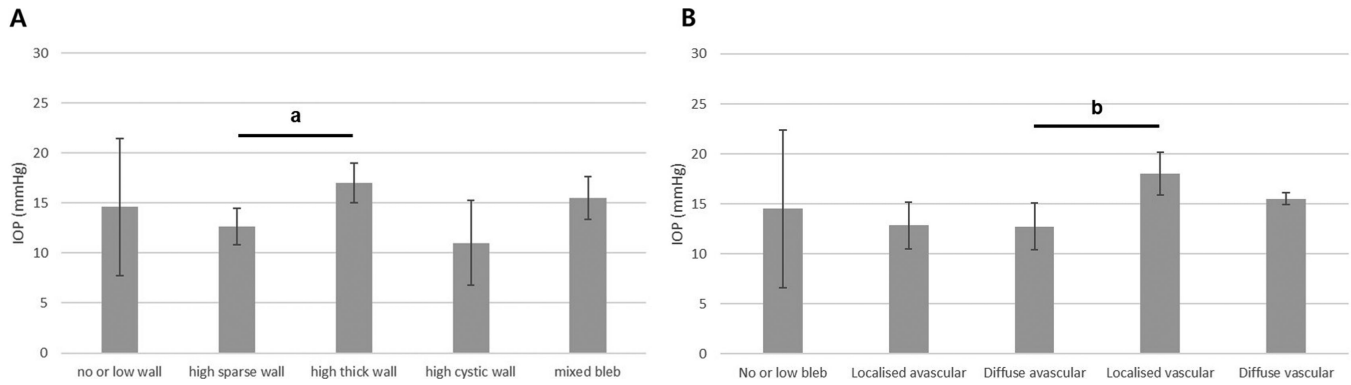 A
30
25
20
15
10
5
0
IOP (mmHg)
a
no or low wall high sparse wall high thick wall high cystic wall mixed bleb
B
30
25
20
15
10
5
0
IOP (mmHg)
b
No or low bleb Localised avascular Diffuse avascular Localised vascular Diffuse vascular